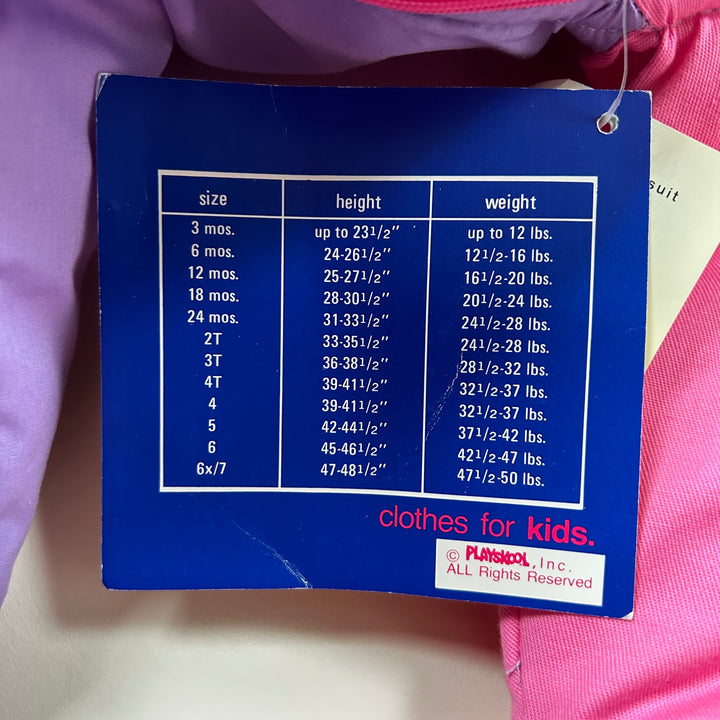 suit
size height weight
3 mos. up to 23 1/2" up to 12 lbs.
6 mos. 24-26 1/2" 12 1/2-16 lbs.
12 mos. 25-27 1/2" 16 1/2-20 lbs.
18 mos. 28-30 1/2" 20 1/2-24 lbs.
24 mos. 31-33 1/2" 24 1/2-28 lbs.
2T 33-35 1/2" 24 1/2-28 lbs.
3T 36-38 1/2" 28 1/2-32 lbs.
4T 39-41 1/2" 32 1/2-37 lbs.
4 39-41 1/2" 32 1/2-37 lbs.
5 42-44 1/2" 37 1/2-42 lbs.
6 45-46 1/2" 42 1/2-47 lbs.
6x/7 47-48 1/2" 47 1/2-50 lbs.
clothes for kids.
© PLAYSKOOL, Inc.
ALL Rights Reserved